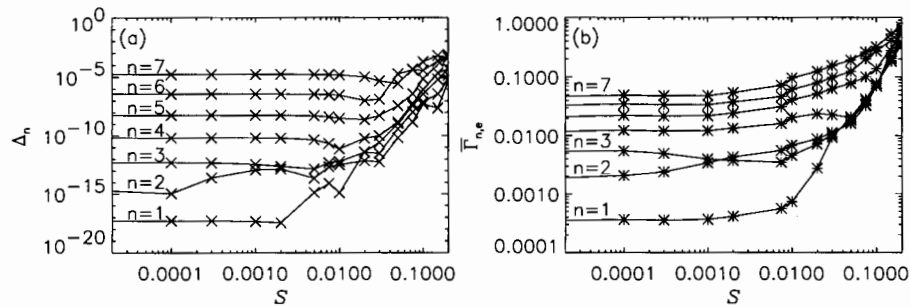 (a)
10^0
10^-5
10^-10
10^-15
10^-20
Δ_n
n=7
n=6
n=5
n=4
n=3
n=2
n=1
0.0001 0.0010 0.0100 0.1000
S
(b)
1.0000
0.1000
0.0100
0.0010
0.0001
Γ̿_n,e
n=7
n=3
n=2
n=1
0.0001 0.0010 0.0100 0.1000
S